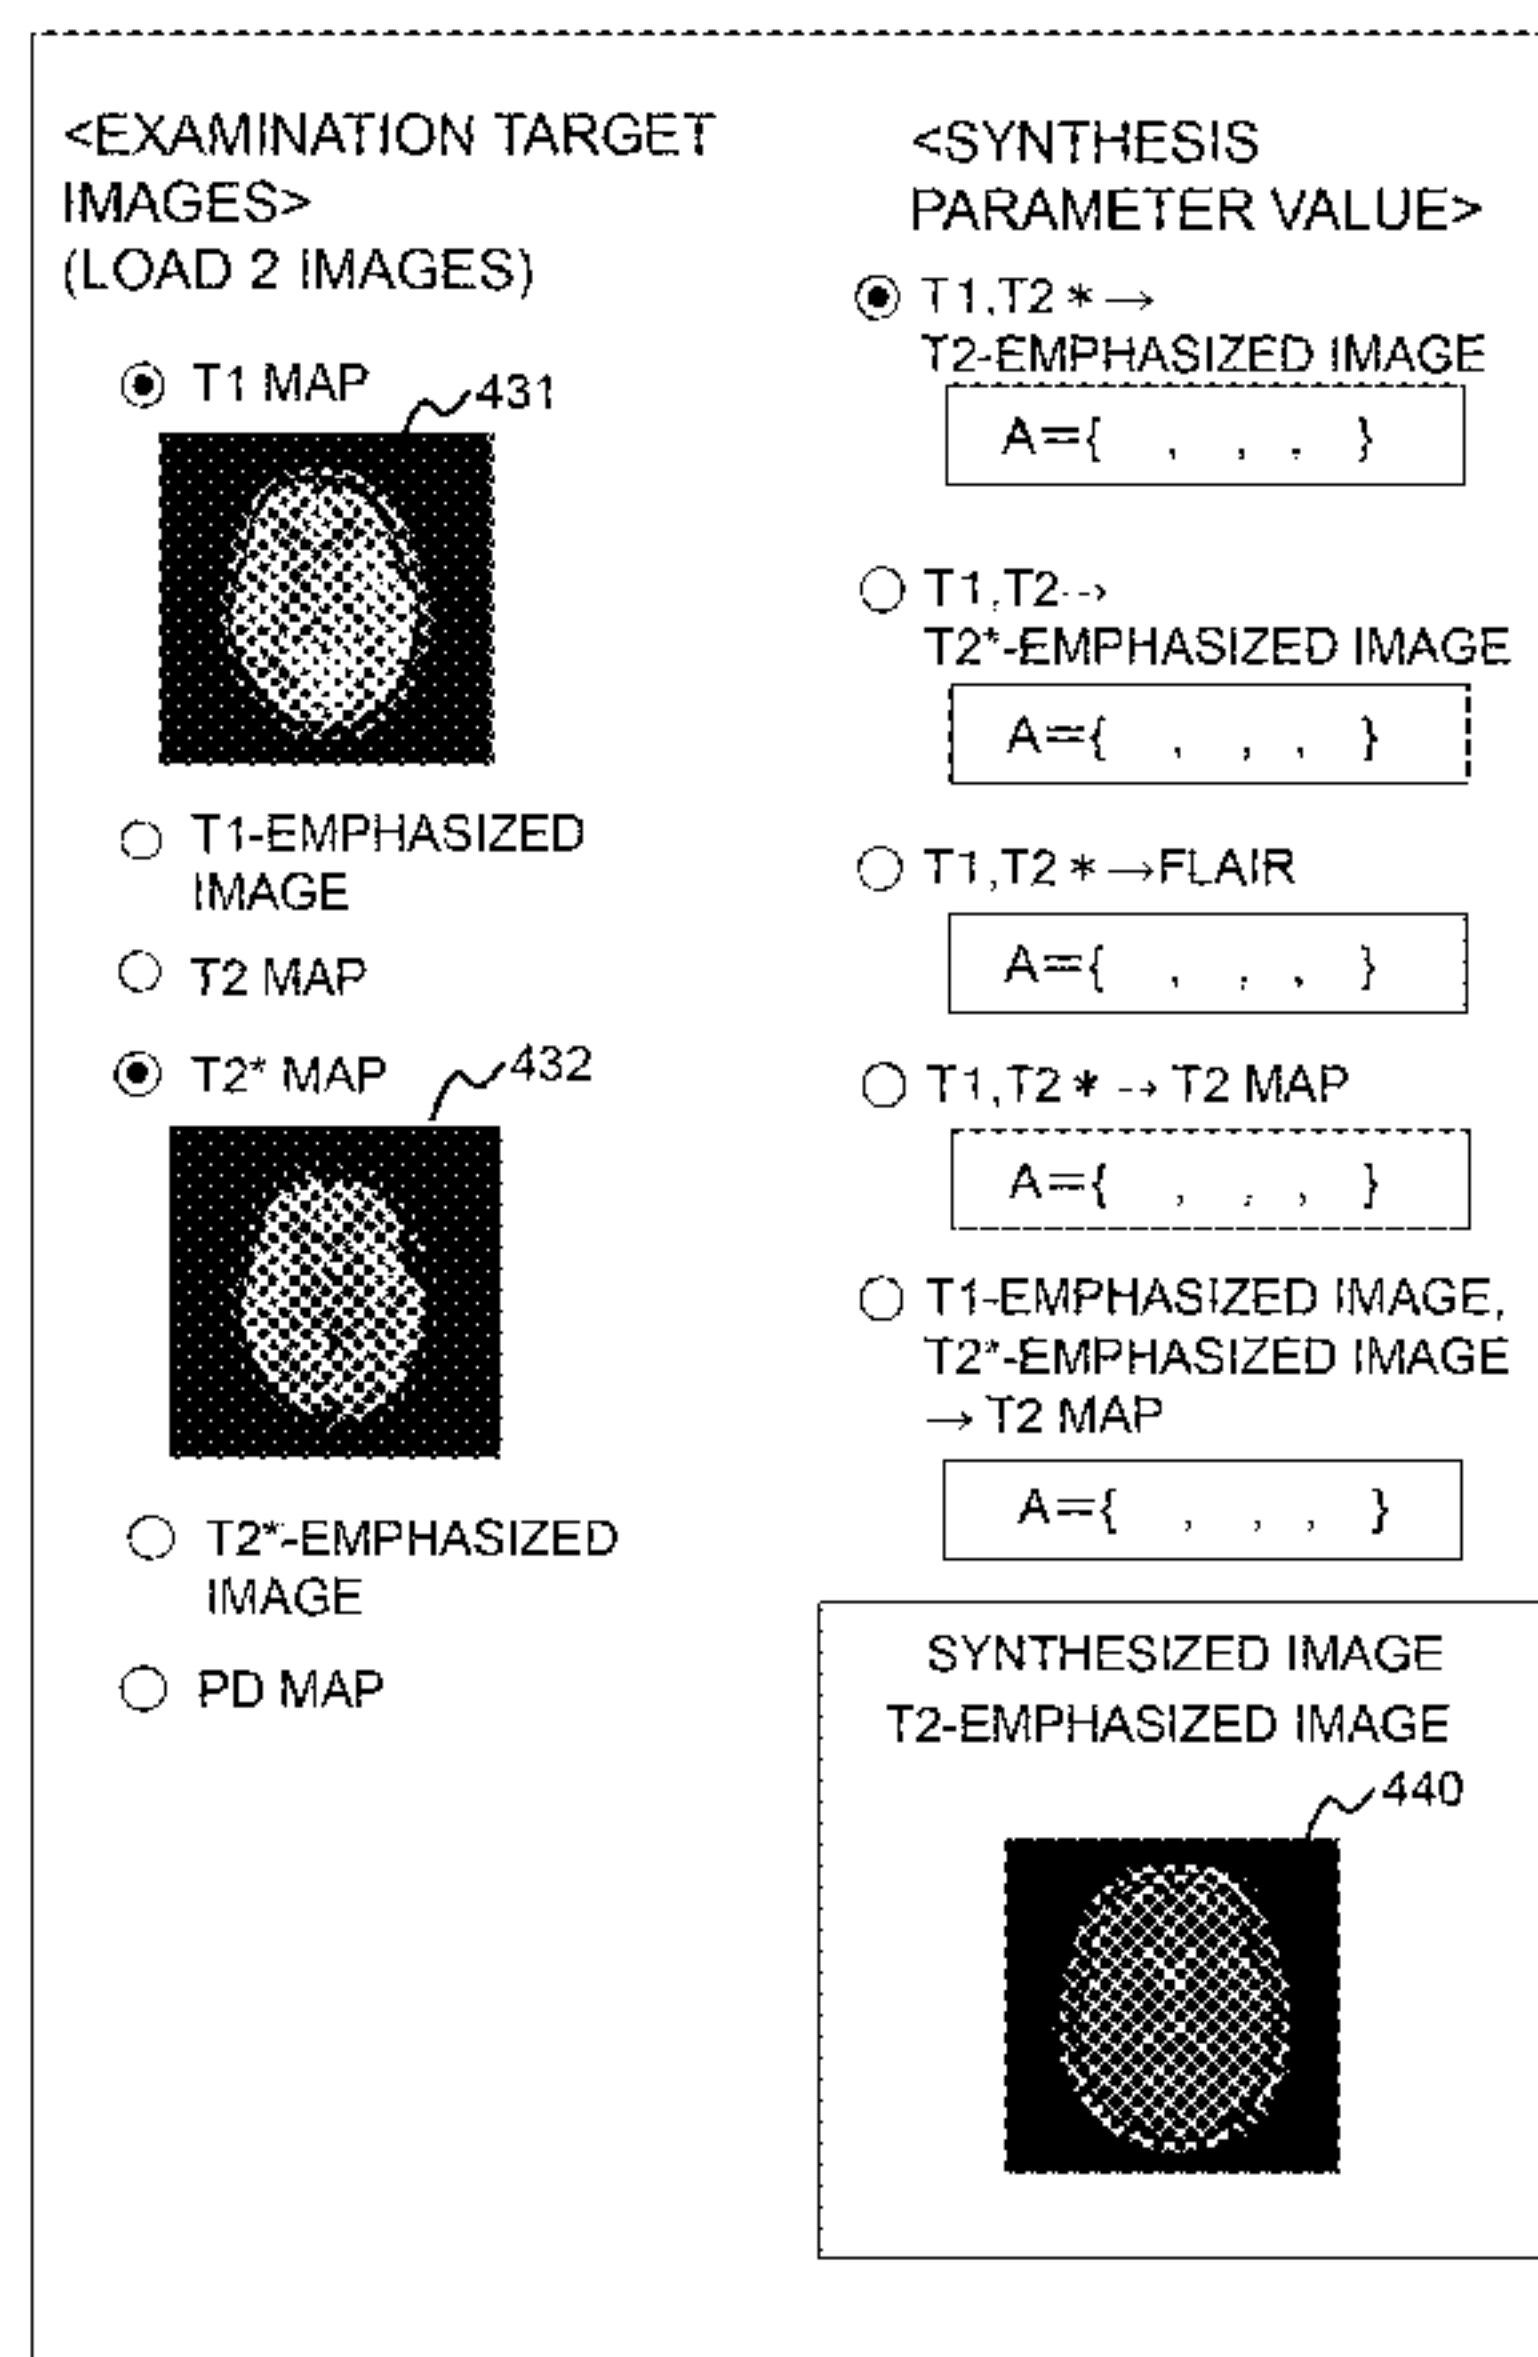 <EXAMINATION TARGET
IMAGES>
(LOAD 2 IMAGES)
T1 MAP
431
T1-EMPHASIZED
IMAGE
T2 MAP
T2* MAP
432
T2*-EMPHASIZED
IMAGE
PD MAP
<SYNTHESIS
PARAMETER VALUE>
T1,T2 * →
T2-EMPHASIZED IMAGE
A={ , , , }
T1,T2→
T2*-EMPHASIZED IMAGE
A={ , , , }
T1,T2 * →FLAIR
A={ , , , }
T1,T2 * → T2 MAP
A={ , , , }
T1-EMPHASIZED IMAGE,
T2*-EMPHASIZED IMAGE
→ T2 MAP
A={ , , , }
SYNTHESIZED IMAGE
T2-EMPHASIZED IMAGE
440